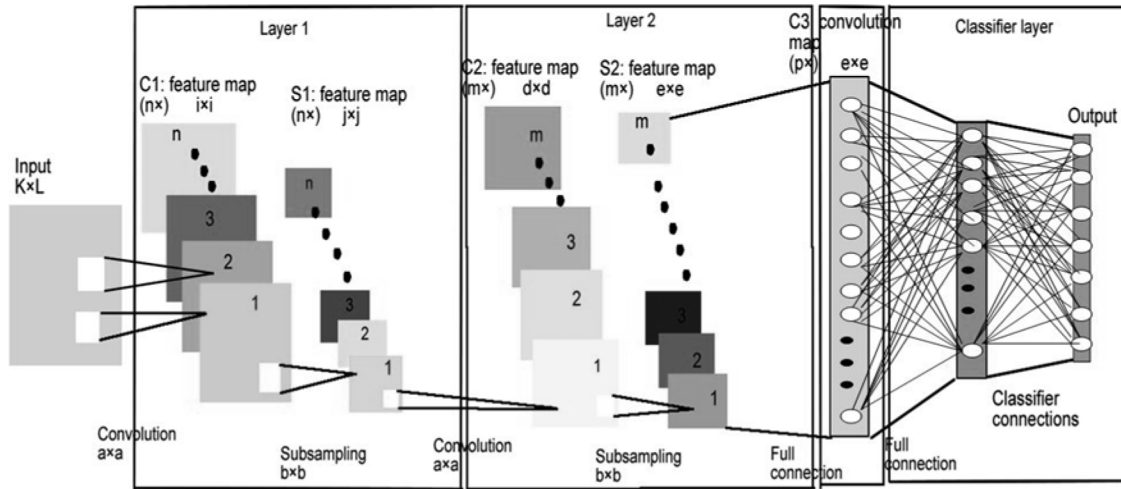 Layer 1
Layer 2
C3: convolution
map
(p×) e×e
Classifier layer
C1: feature map
(n×) i×i
S1: feature map
(n×) j×j
C2: feature map
(m×) d×d
S2: feature map
(m×) e×e
Output
Input
K×L
n
3
2
1
n
3
2
1
m
3
2
1
m
3
2
1
Convolution
a×a
Subsampling
b×b
Convolution
a×a
Subsampling
b×b
Full
connection
Full
connection
Classifier
connections